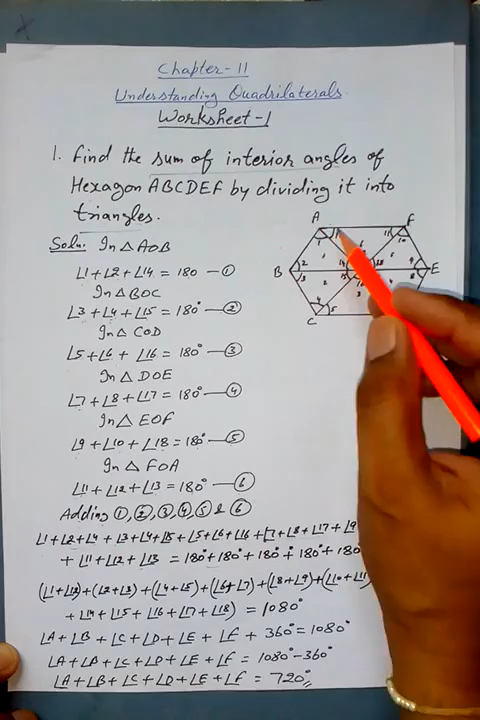 Chapter-11
Understanding Quadrilaterals
Worksheet-1
1. Find the sum of interior angles of
Hexagon ABCDEF by dividing it into
triangles.
A F
B E
C
Soln: In △ AOB
∠1+∠2+∠14 = 180 —①
In △ BOC
∠3+∠4+∠15 = 180° —②
In △ COD
∠5+∠6+∠16 = 180° —③
In △ DOE
∠7+∠8+∠17 = 180° —④
In △ EOF
∠9+∠10+∠18 = 180° —⑤
In △ FOA
∠11+∠12+∠13 = 180° —⑥
Adding ①,②,③,④,⑤ & ⑥
∠1+∠2+∠4+∠3+∠4+∠15+∠5+∠6+∠16+∠7+∠8+∠17+∠9
+∠11+∠12+∠13 = 180°+180°+180°+180°+180
(∠1+∠12)+(∠2+∠3)+(∠4+∠5)+(∠6+∠7)+(∠8+∠9)+(∠10+∠11)
+∠14+∠15+∠16+∠17+∠18) = 1080°
∠A+∠B+∠C+∠D+∠E+∠F+360°=1080°
∠A+∠B+∠C+∠D+∠E+∠F = 1080°-360°
∠A+∠B+∠C+∠D+∠E+∠F = 720°